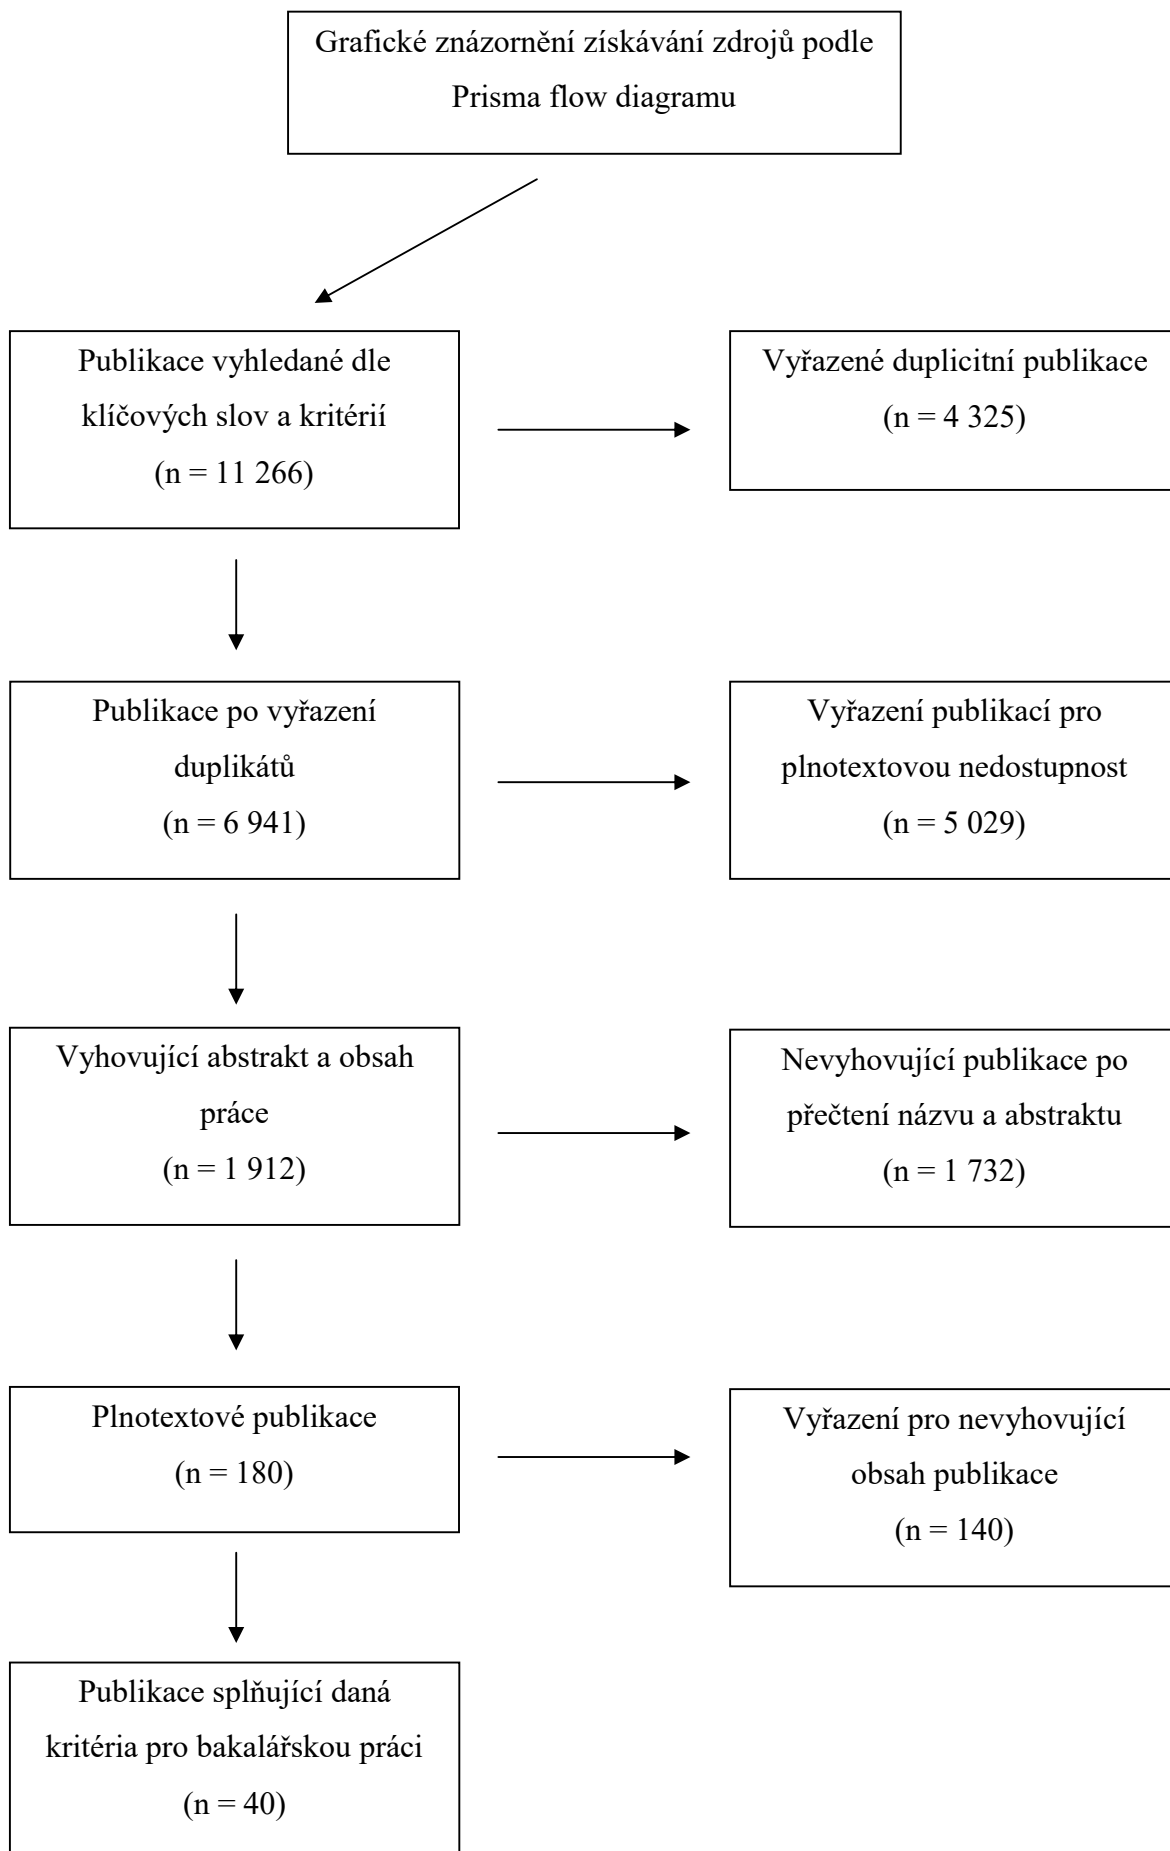 Grafické znázornění získávání zdrojů podle
Prisma flow diagramu
Publikace vyhledané dle
klíčových slov a kritérií
(n = 11 266)
Vyřazené duplicitní publikace
(n = 4 325)
Publikace po vyřazení
duplikátů
(n = 6 941)
Vyřazení publikací pro
plnotextovou nedostupnost
(n = 5 029)
Vyhovující abstrakt a obsah
práce
(n = 1 912)
Nevyhovující publikace po
přečtení názvu a abstraktu
(n = 1 732)
Plnotextové publikace
(n = 180)
Vyřazení pro nevyhovující
obsah publikace
(n = 140)
Publikace splňující daná
kritéria pro bakalářskou práci
(n = 40)